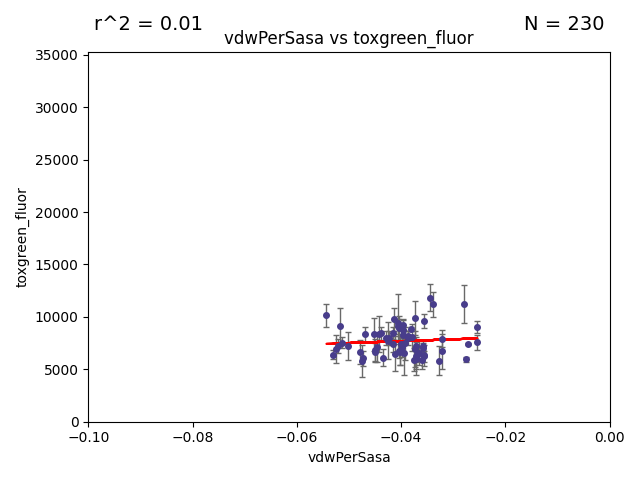 r^2 = 0.01
N = 230
vdwPerSasa vs toxgreen_fluor
35000
30000
25000
20000
15000
10000
5000
0
toxgreen_fluor
−0.10
−0.08
−0.06
−0.04
−0.02
0.00
vdwPerSasa